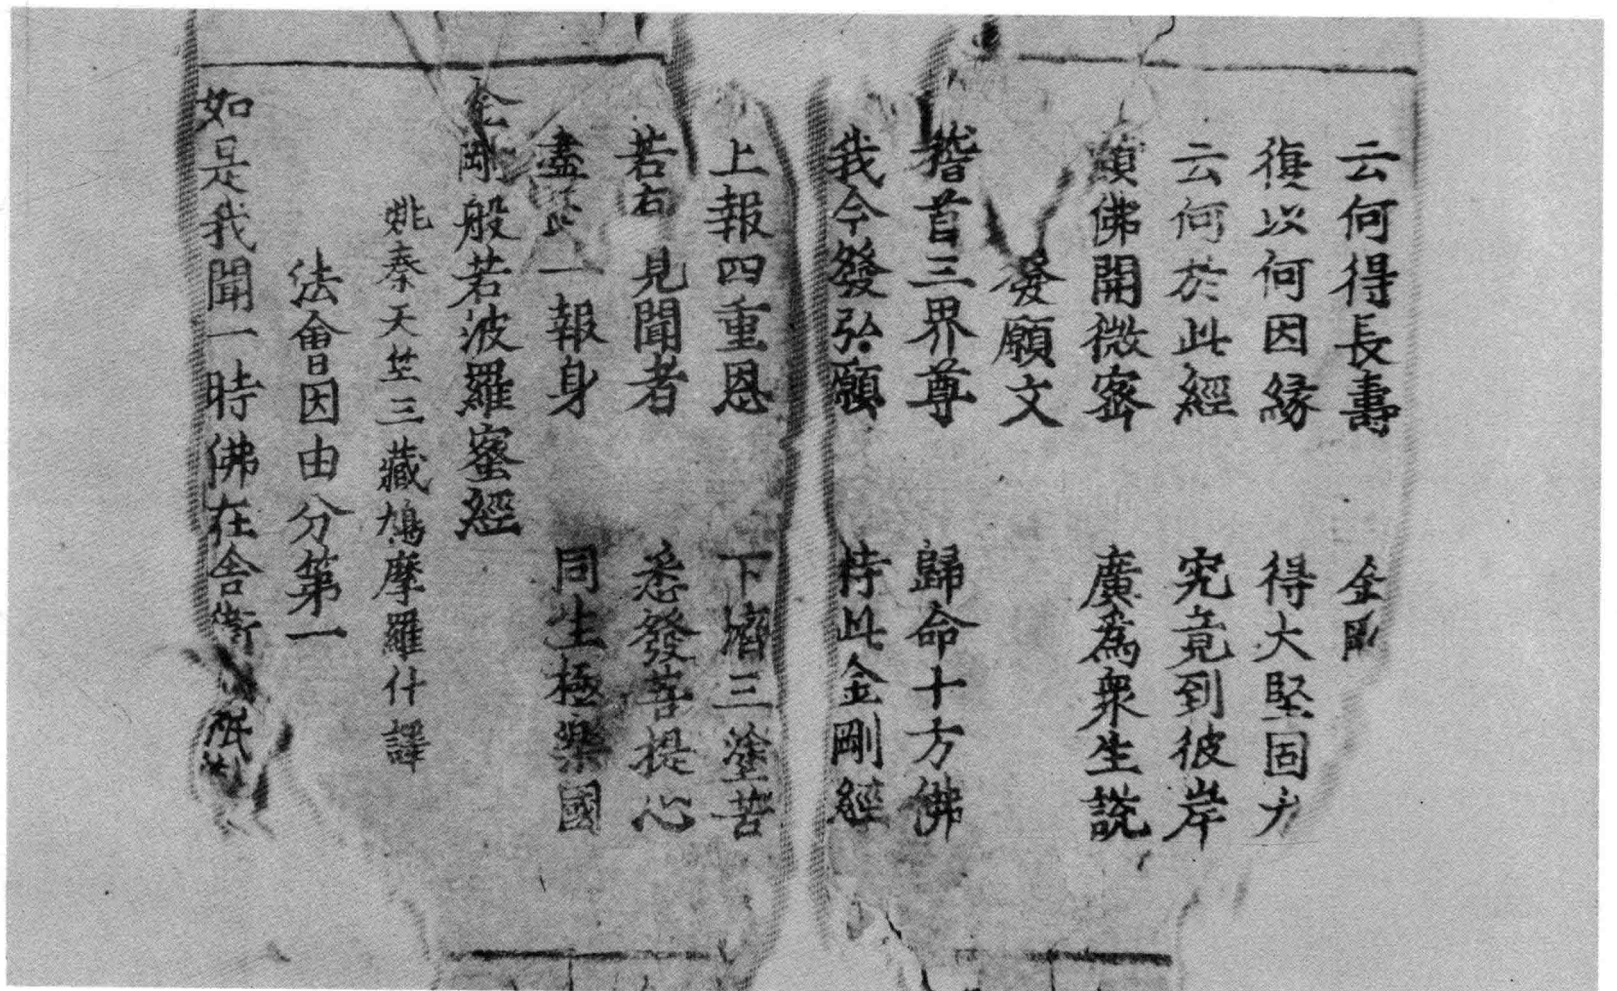 云何得長壽 金剛
復以何因緣 得大堅固力
云何於此經 究竟到彼岸
願佛開微密 廣為衆生說
發願文
稽首三界尊 歸命十方佛
我今發弘願 持此金剛經
上報四重恩 下濟三塗苦
若有見聞者 悉發菩提心
盡此一報身 同生極樂國
金剛般若波羅蜜經
姚秦天竺三藏鳩摩羅什譯
法會因由分第一
如是我聞一時佛在舍衛 祇